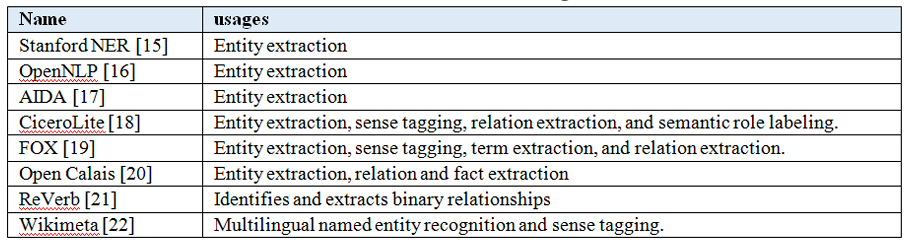 Name usages
Stanford NER [15] Entity extraction
OpenNLP [16] Entity extraction
AIDA [17] Entity extraction
CiceroLite [18] Entity extraction, sense tagging, relation extraction, and semantic role labeling.
FOX [19] Entity extraction, sense tagging, term extraction, and relation extraction.
Open Calais [20] Entity extraction, relation and fact extraction
ReVerb [21] Identifies and extracts binary relationships
Wikimeta [22] Multilingual named entity recognition and sense tagging.